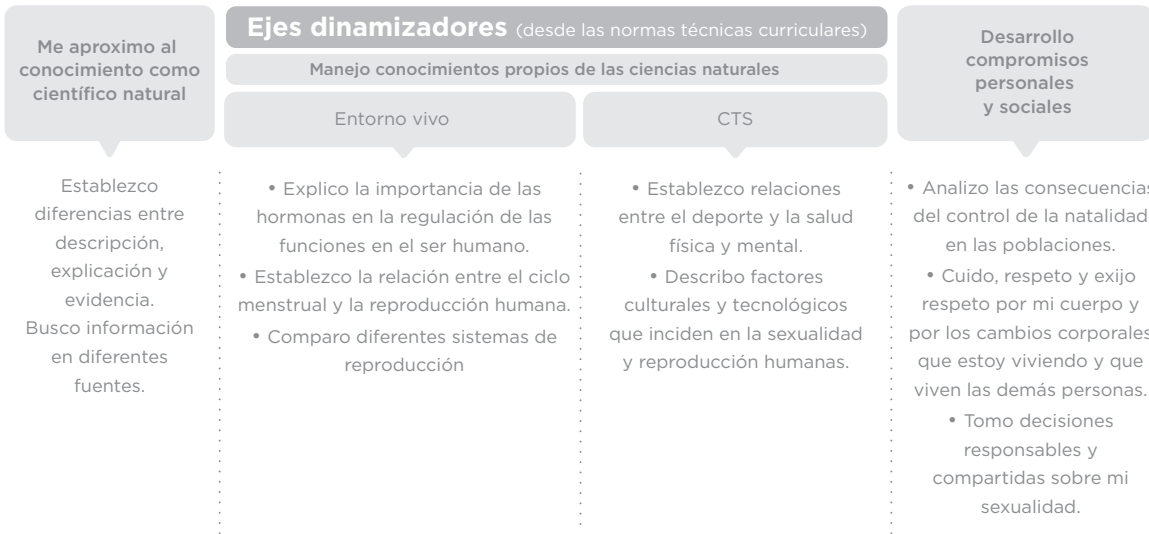 Me aproximo al
conocimiento como
científico natural
Ejes dinamizadores (desde las normas técnicas curriculares)
Manejo conocimientos propios de las ciencias naturales
Entorno vivo
CTS
Desarrollo
compromisos
personales
y sociales
Establezco
diferencias entre
descripción,
explicación y
evidencia.
Busco información
en diferentes
fuentes.
• Explico la importancia de las
hormonas en la regulación de las
funciones en el ser humano.
• Establezco la relación entre el ciclo
menstrual y la reproducción humana.
• Comparo diferentes sistemas de
reproducción
• Establezco relaciones
entre el deporte y la salud
física y mental.
• Describo factores
culturales y tecnológicos
que inciden en la sexualidad
y reproducción humanas.
• Analizo las consecuencias
del control de la natalidad
en las poblaciones.
• Cuido, respeto y exijo
respeto por mi cuerpo y
por los cambios corporales
que estoy viviendo y que
viven las demás personas.
• Tomo decisiones
responsables y
compartidas sobre mi
sexualidad.